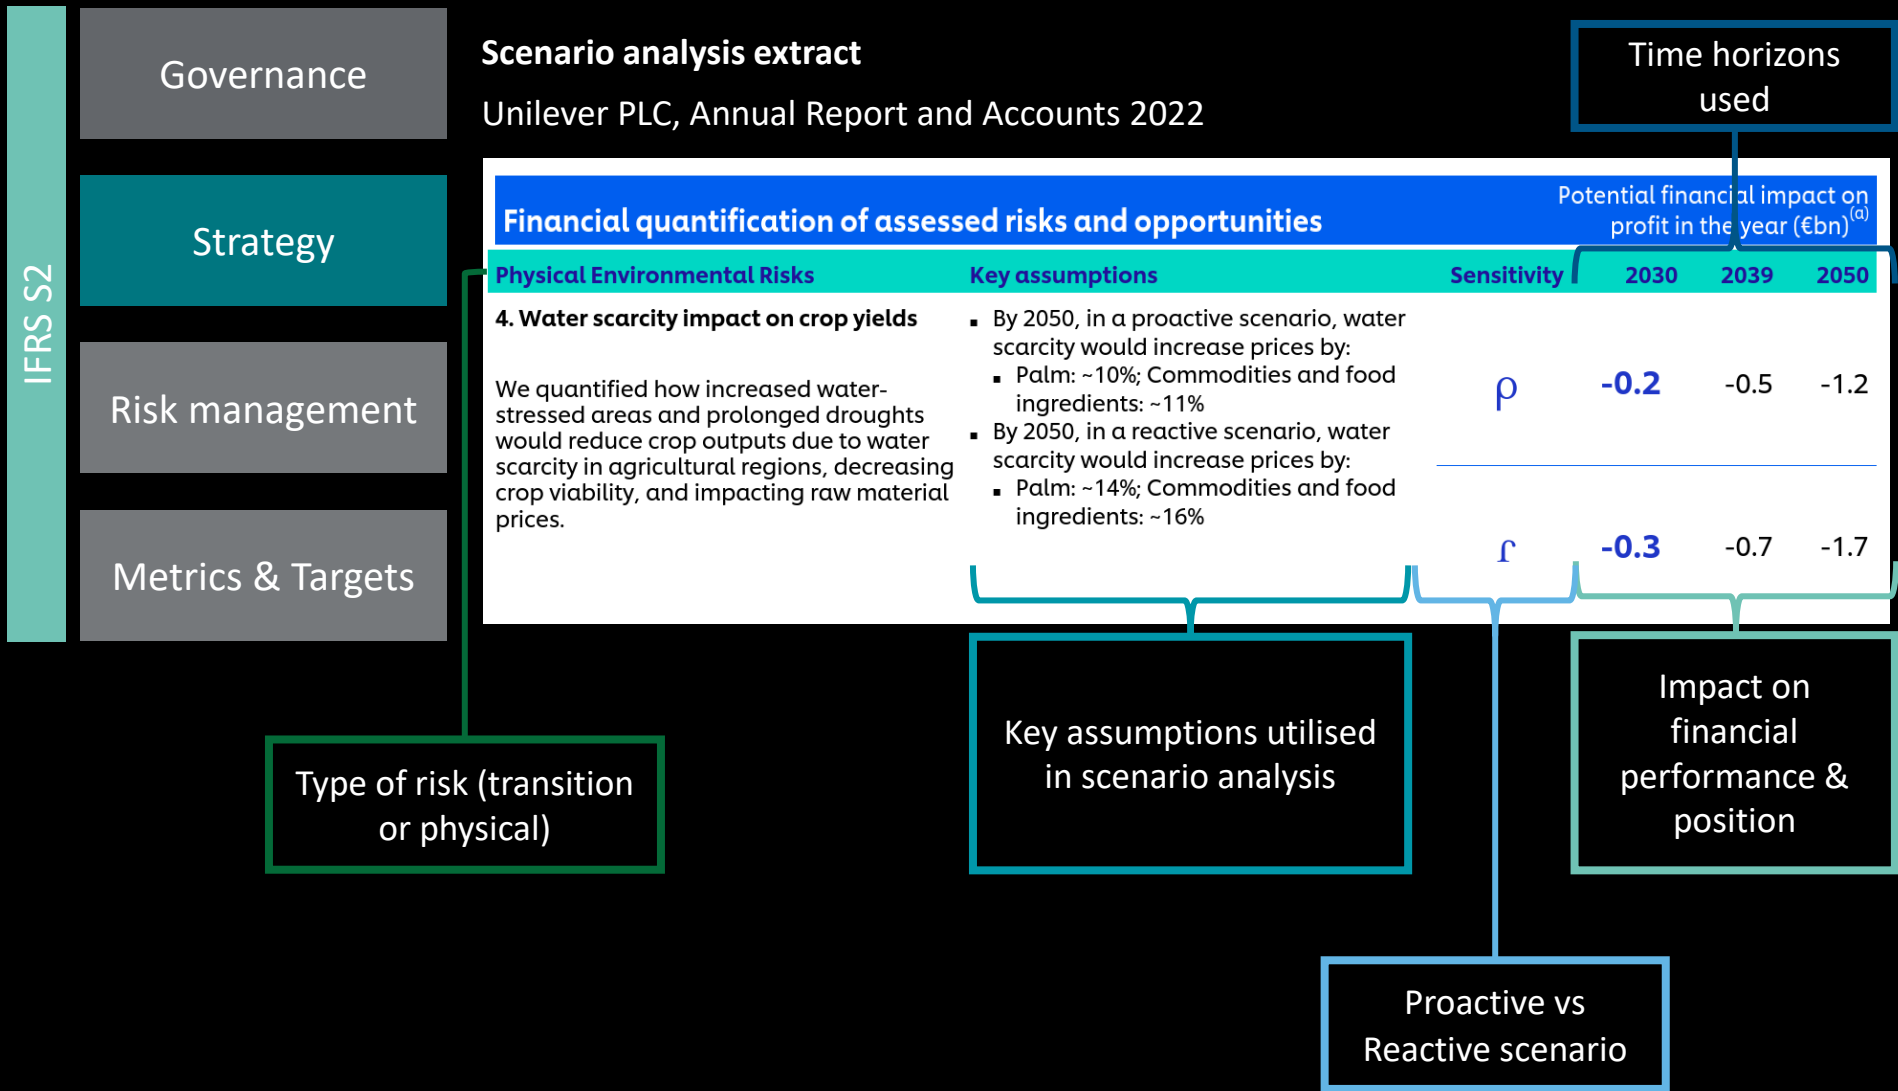 IFRS S2
Governance
Strategy
Risk management
Metrics & Targets
Scenario analysis extract
Unilever PLC, Annual Report and Accounts 2022
Time horizons
used
Financial quantification of assessed risks and opportunities
Potential financial impact on
profit in the year (€bn)(a)
Physical Environmental Risks
Key assumptions
Sensitivity
2030
2039
2050
4. Water scarcity impact on crop yields
We quantified how increased water-
stressed areas and prolonged droughts
would reduce crop outputs due to water
scarcity in agricultural regions, decreasing
crop viability, and impacting raw material
prices.
▪ By 2050, in a proactive scenario, water
scarcity would increase prices by:
▪ Palm: ~10%; Commodities and food
ingredients: ~11%
▪ By 2050, in a reactive scenario, water
scarcity would increase prices by:
▪ Palm: ~14%; Commodities and food
ingredients: ~16%
ρ
-0.2
-0.5
-1.2
ɾ
-0.3
-0.7
-1.7
Type of risk (transition
or physical)
Key assumptions utilised
in scenario analysis
Impact on
financial
performance &
position
Proactive vs
Reactive scenario